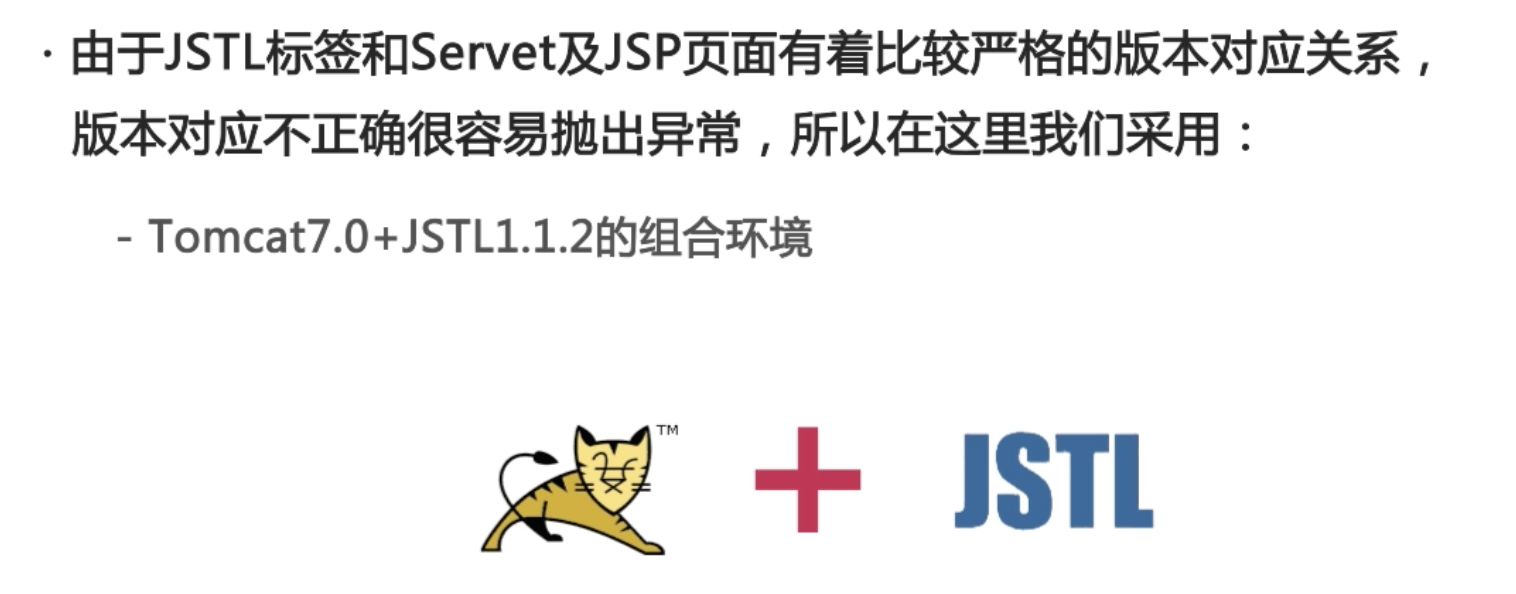 · 由于JSTL标签和Servet及JSP页面有着比较严格的版本对应关系，
版本对应不正确很容易抛出异常，所以在这里我们采用：
- Tomcat7.0+JSTL1.1.2的组合环境
TM
JSTL